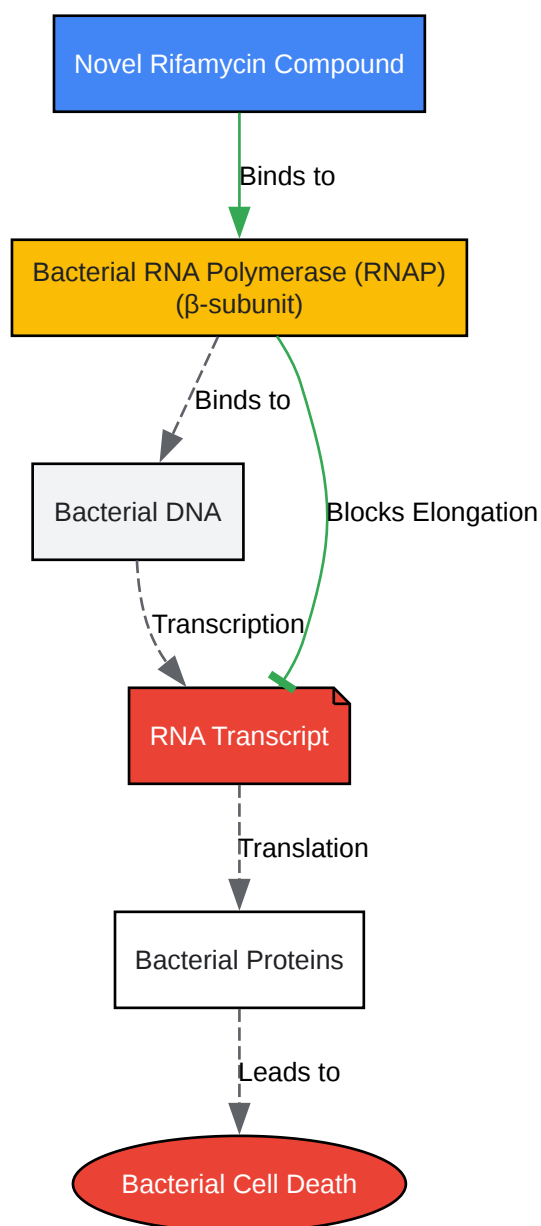 Novel Rifamycin Compound
Binds to
Bacterial RNA Polymerase (RNAP)
(β-subunit)
Binds to
Bacterial DNA
Blocks Elongation
Transcription
RNA Transcript
Translation
Bacterial Proteins
Leads to
Bacterial Cell Death